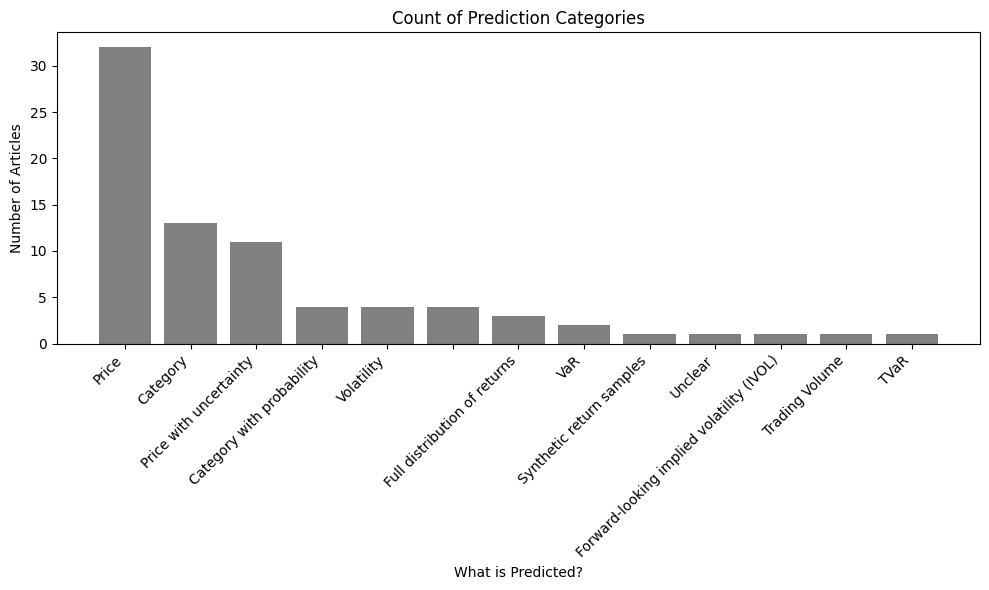 Count of Prediction Categories
Number of Articles
30
25
20
15
10
5
0
Price
Category
Price with uncertainty
Category with probability
Volatility
Full distribution of returns
VaR
Synthetic return samples
Unclear
Forward-looking implied volatility (IVOL)
Trading Volume
TVaR
What is Predicted?